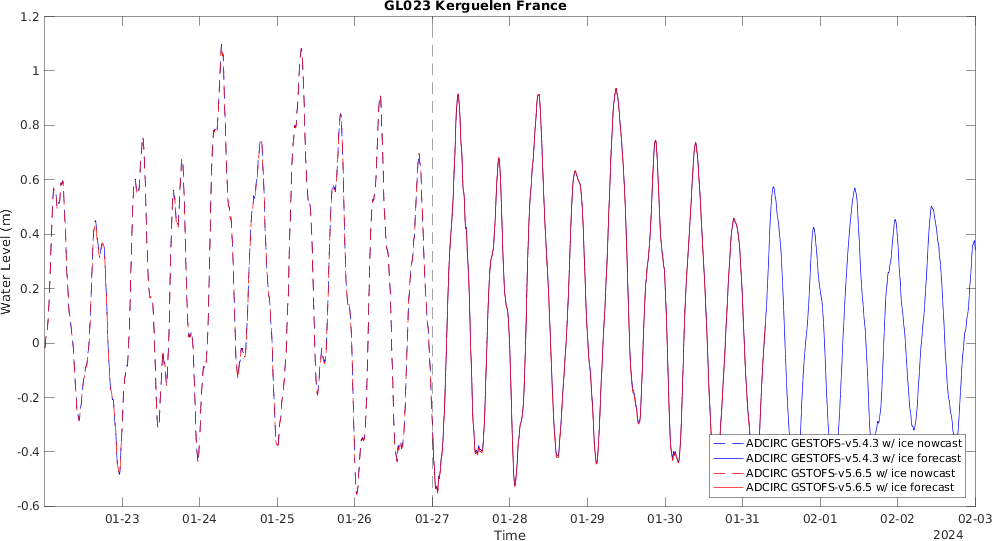 GL023 Kerguelen France
1.2
1
0.8
0.6
0.4
0.2
0
-0.2
-0.4
-0.6
Water Level (m)
ADCIRC GESTOFS-v5.4.3 w/ ice nowcast
ADCIRC GESTOFS-v5.4.3 w/ ice forecast
ADCIRC GSTOFS-v5.6.5 w/ ice nowcast
ADCIRC GSTOFS-v5.6.5 w/ ice forecast
01-23 01-24 01-25 01-26 01-27 01-28 01-29 01-30 01-31 02-01 02-02 02-03
Time
2024